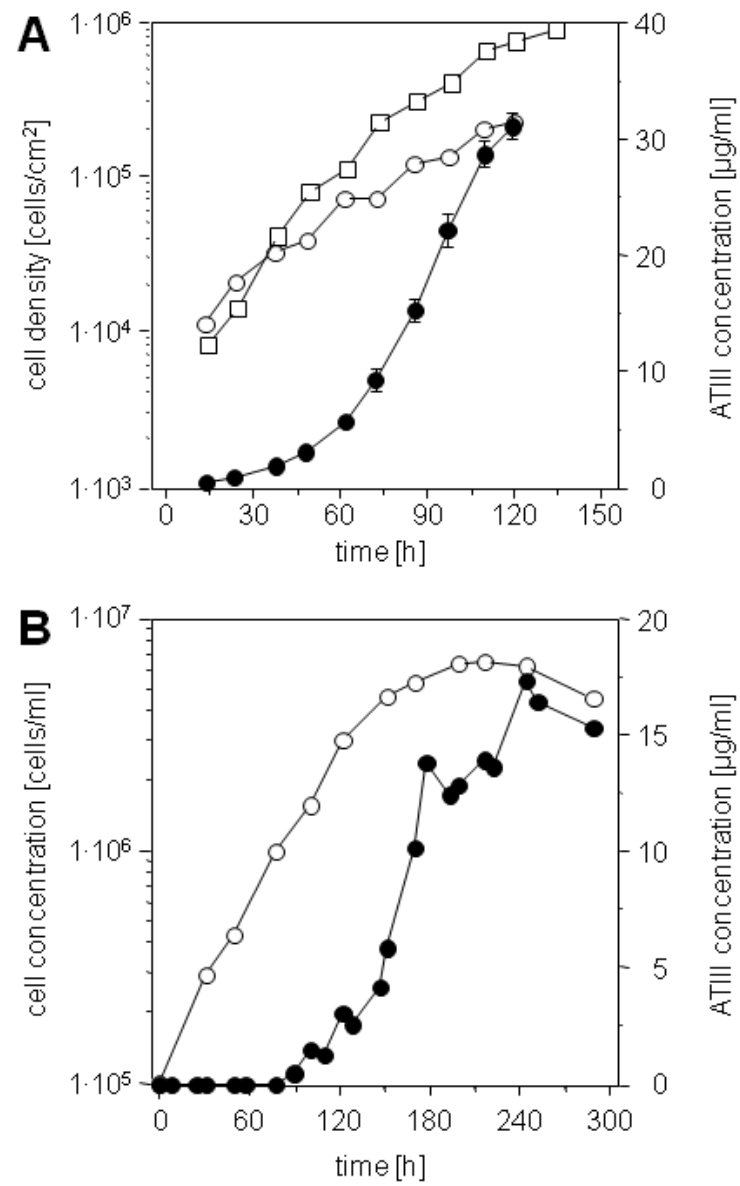 A
1·10⁶
1·10⁵
1·10⁴
1·10³
cell density [cells/cm²]
40
30
20
10
0
ATIII concentration [µg/ml]
0 30 60 90 120 150
time [h]
B
1·10⁷
1·10⁶
1·10⁵
cell concentration [cells/ml]
20
15
10
5
0
ATIII concentration [µg/ml]
0 60 120 180 240 300
time [h]